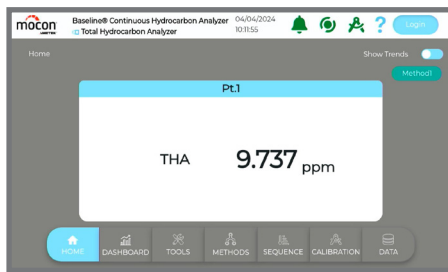 mocon
Baseline® Continuous Hydrocarbon Analyzer
Total Hydrocarbon Analyzer
04/04/2024
10:11:55
?
Login
Home
Show Trends
Method1
Pt.1
THA 9.737 ppm
HOME DASHBOARD TOOLS METHODS SEQUENCE CALIBRATION DATA